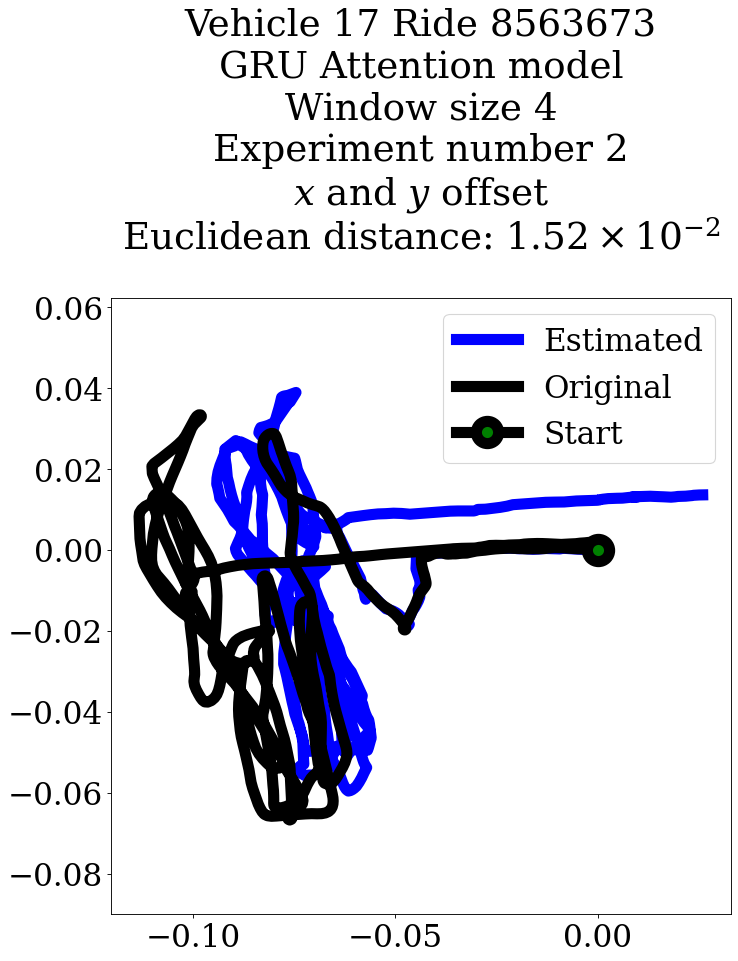 Vehicle 17 Ride 8563673
GRU Attention model
Window size 4
Experiment number 2
x and y offset
Euclidean distance: 1.52 × 10⁻²
0.06
0.04
0.02
0.00
−0.02
−0.04
−0.06
−0.08
Estimated
Original
Start
−0.10
−0.05
0.00